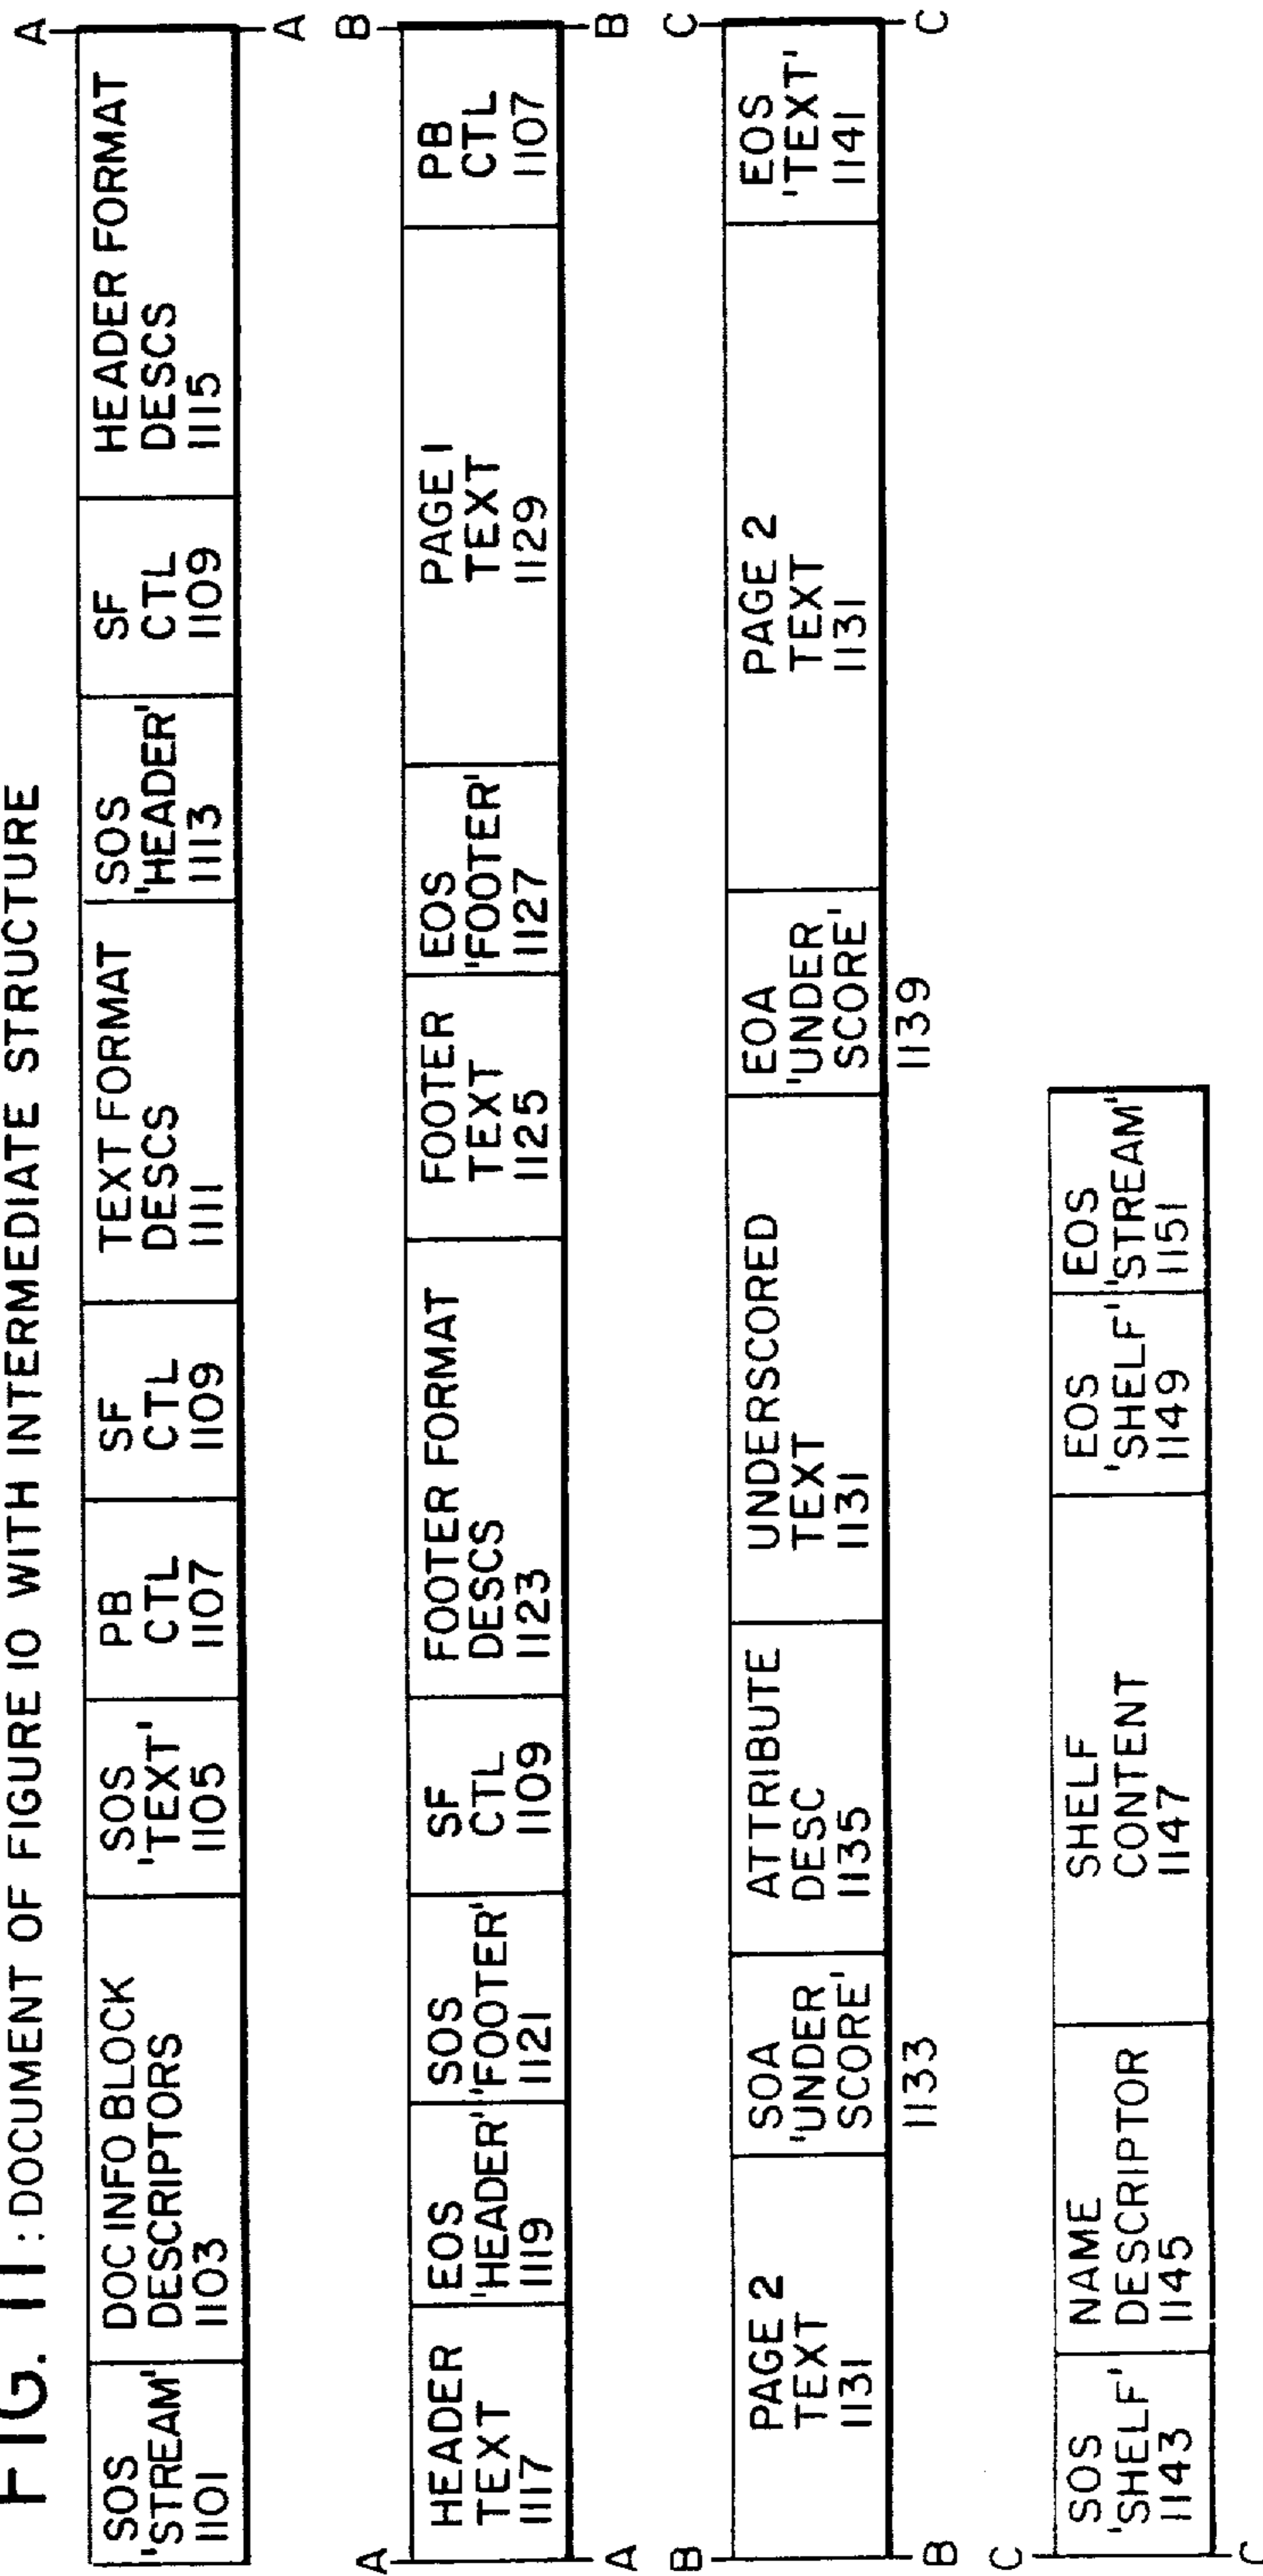 FIG. 11: DOCUMENT OF FIGURE 10 WITH INTERMEDIATE STRUCTURE
A
SOS
'STREAM'
1101
DOC INFO BLOCK
DESCRIPTORS
1103
SOS
'TEXT'
1105
PB
CTL
1107
SF
CTL
1109
TEXT FORMAT
DESCS
1111
SOS
'HEADER'
1113
SF
CTL
1109
HEADER FORMAT
DESCS
1115
A
A
HEADER
TEXT
1117
EOS
'HEADER'
1119
SOS
'FOOTER'
1121
SF
CTL
1109
FOOTER FORMAT
DESCS
1123
FOOTER
TEXT
1125
EOS
'FOOTER'
1127
PAGE 1
TEXT
1129
PB
CTL
1107
B
A
B
B
PAGE 2
TEXT
1131
SOA
'UNDER
SCORE'
1133
ATTRIBUTE
DESC
1135
UNDERSCORED
TEXT
1131
EOA
'UNDER
SCORE'
1139
PAGE 2
TEXT
1131
EOS
'TEXT'
1141
C
B
C
C
SOS
'SHELF'
1143
NAME
DESCRIPTOR
1145
SHELF
CONTENT
1147
EOS
'SHELF'
1149
EOS
'STREAM'
1151
C